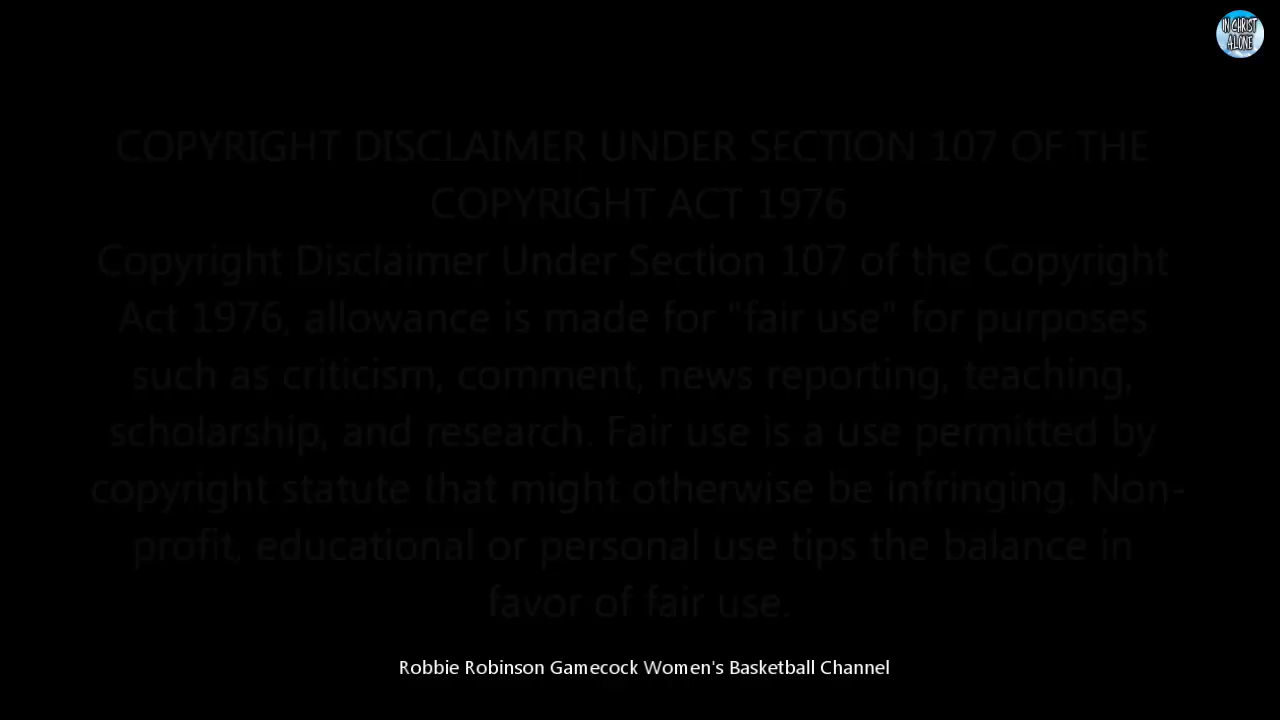 IN CHRIST
ALONE
COPYRIGHT DISCLAIMER UNDER SECTION 107 OF THE
COPYRIGHT ACT 1976
Copyright Disclaimer Under Section 107 of the Copyright
Act 1976, allowance is made for "fair use" for purposes
such as criticism, comment, news reporting, teaching,
scholarship, and research. Fair use is a use permitted by
copyright statute that might otherwise be infringing. Non-
profit, educational or personal use tips the balance in
favor of fair use.
Robbie Robinson Gamecock Women's Basketball Channel